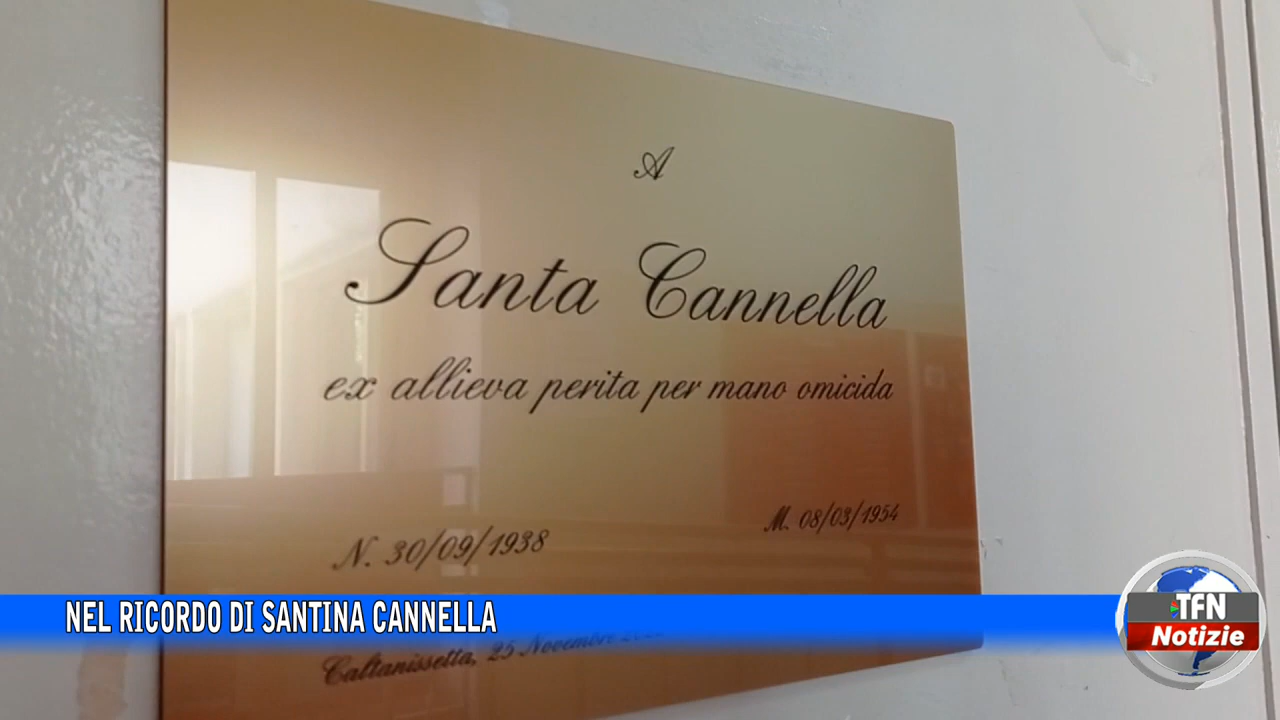 A
Santa Cannella
ex allieva perita per mano omicida
N. 30/09/1938
M. 08/03/1954
Caltanissetta, 25 Novembre
NEL RICORDO DI SANTINA CANNELLA
TFN
Notizie